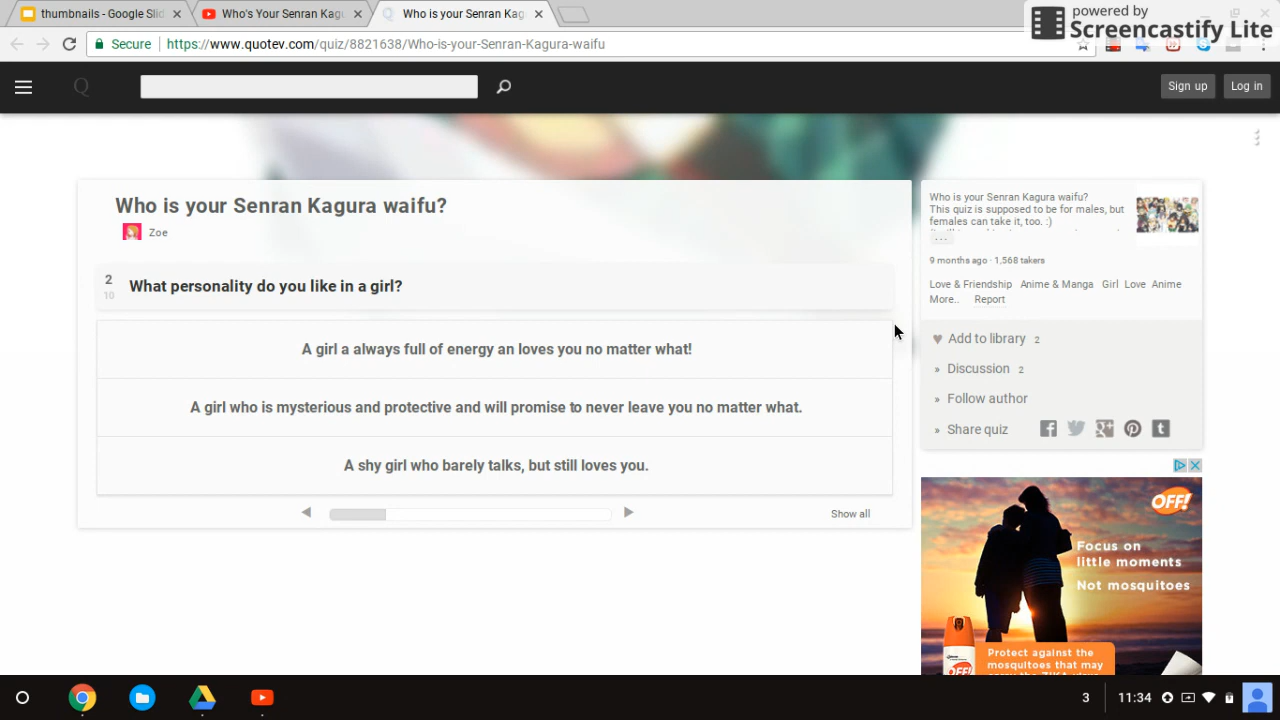 thumbnails - Google Slid
Who's Your Senran Kag
Who is your Senran Kag
powered by
Screencastify Lite
Secure
https://www.quotev.com/quiz/8821638/Who-is-your-Senran-Kagura-waifu
Q
Sign up
Log in
Who is your Senran Kagura waifu?
Zoe
2
10
What personality do you like in a girl?
A girl a always full of energy an loves you no matter what!
A girl who is mysterious and protective and will promise to never leave you no matter what.
A shy girl who barely talks, but still loves you.
Show all
Who is your Senran Kagura waifu?
This quiz is supposed to be for males, but
females can take it, too. :)
...
9 months ago · 1,568 takers
Love & Friendship Anime & Manga Girl Love Anime
More.. Report
Add to library 2
» Discussion 2
» Follow author
» Share quiz
OFF!
Focus on
little moments
Not mosquitoes
OFF!
Protect against the
mosquitoes that may
3
11:34